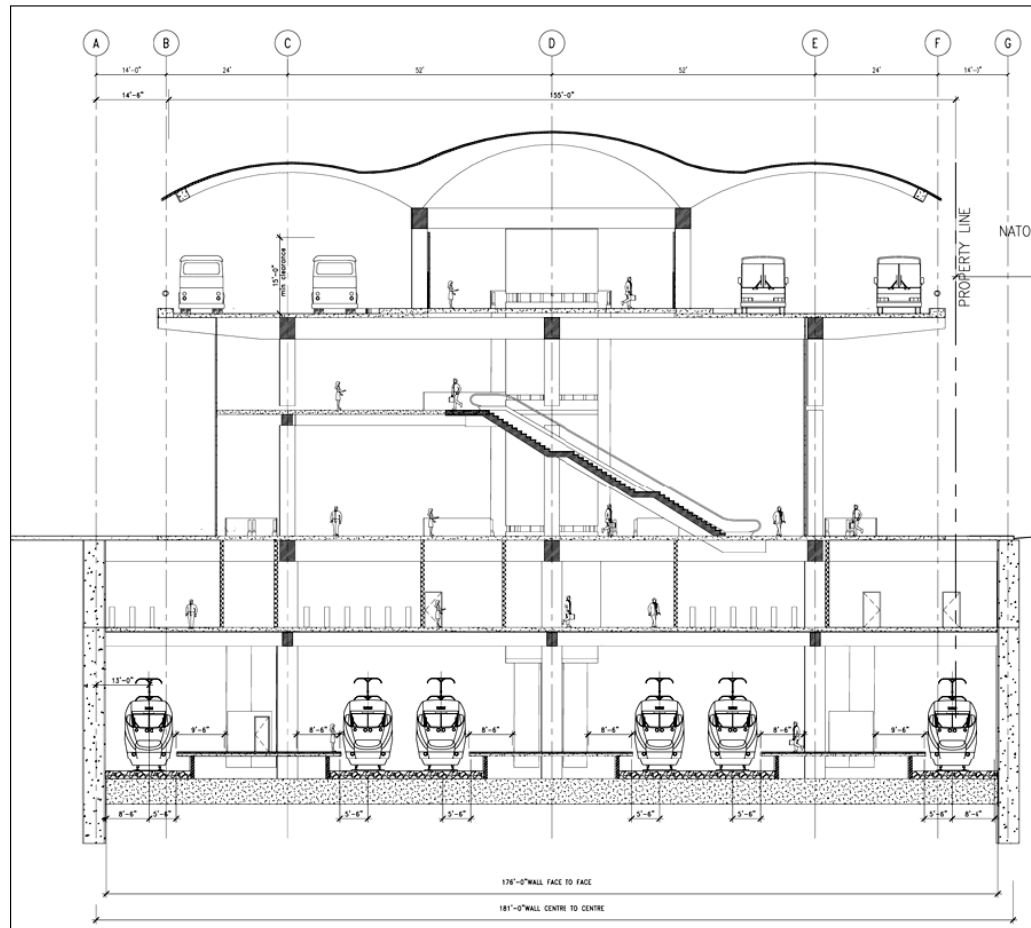 A B C D E F G
14'-0" 24' 52' 52' 24' 14'-0"
14'-6" 155'-0"
PROPERTY LINE
NATO
15'-0"
min clearance
13'-0"
9'-6" 8'-6" 8'-6" 8'-6" 8'-6" 9'-6"
8'-6" 5'-6" 5'-6" 5'-6" 5'-6" 5'-6" 5'-6"
176'-0"WALL FACE TO FACE
181'-0"WALL CENTRE TO CENTRE